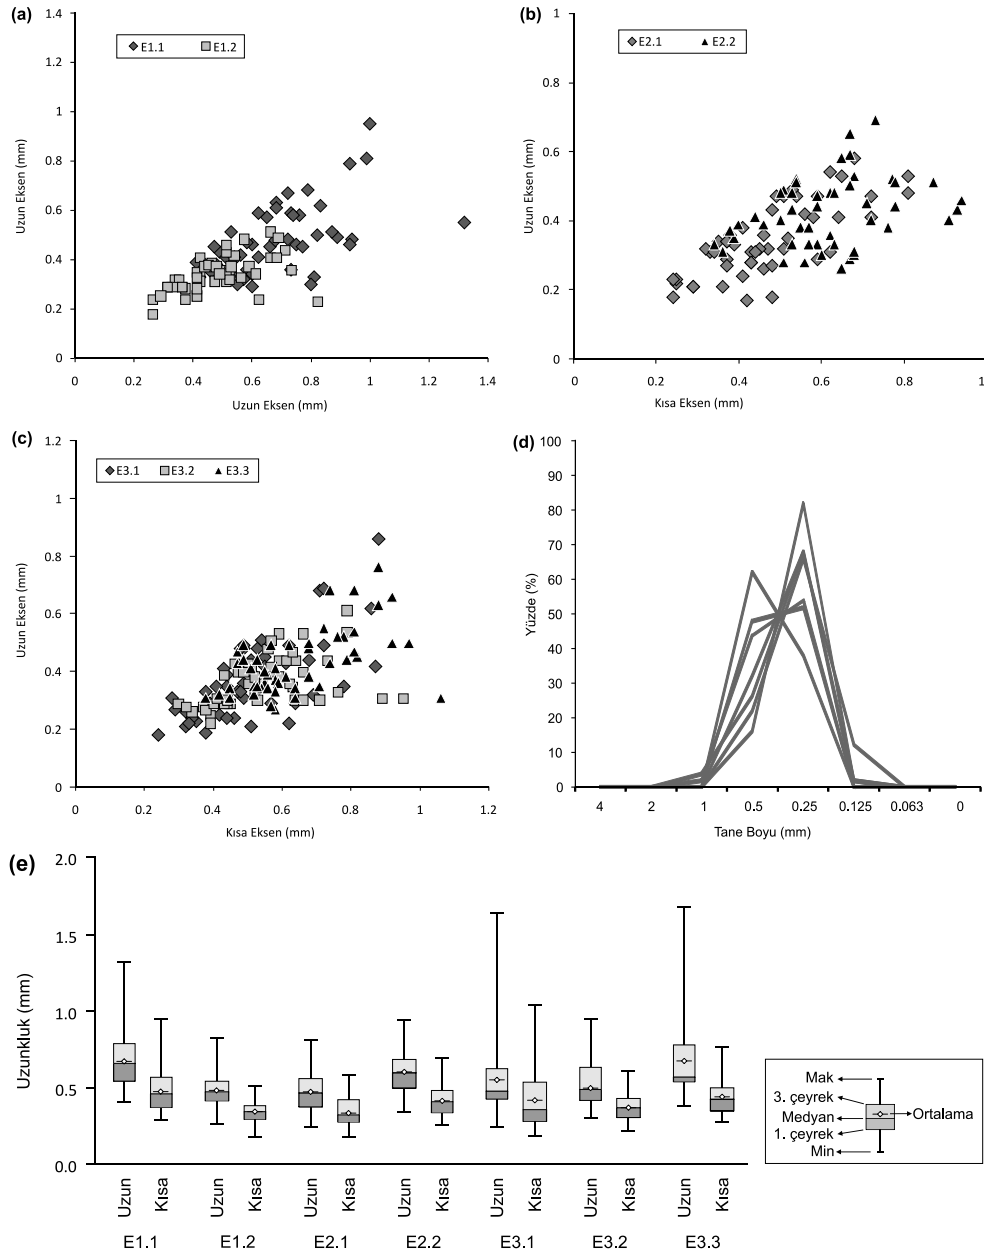 (a)
1.4
1.2
1
0.8
0.6
0.4
0.2
0
Uzun Eksen (mm)
E1.1 E1.2
0 0.2 0.4 0.6 0.8 1 1.2 1.4
Uzun Eksen (mm)
(b)
1
0.8
0.6
0.4
0.2
0
Uzun Eksen (mm)
E2.1 E2.2
0 0.2 0.4 0.6 0.8 1
Kısa Eksen (mm)
(c)
1.2
1
0.8
0.6
0.4
0.2
0
Uzun Eksen (mm)
E3.1 E3.2 E3.3
0 0.2 0.4 0.6 0.8 1 1.2
Kısa Eksen (mm)
(d)
100
90
80
70
60
50
40
30
20
10
0
Yüzde (%)
4 2 1 0.5 0.25 0.125 0.063 0
Tane Boyu (mm)
(e)
2.0
1.5
1.0
0.5
0.0
Uzunkluk (mm)
Uzun Kısa Uzun Kısa Uzun Kısa Uzun Kısa Uzun Kısa Uzun Kısa Uzun Kısa
E1.1 E1.2 E2.1 E2.2 E3.1 E3.2 E3.3
Mak
3. çeyrek
Medyan
Ortalama
1. çeyrek
Min